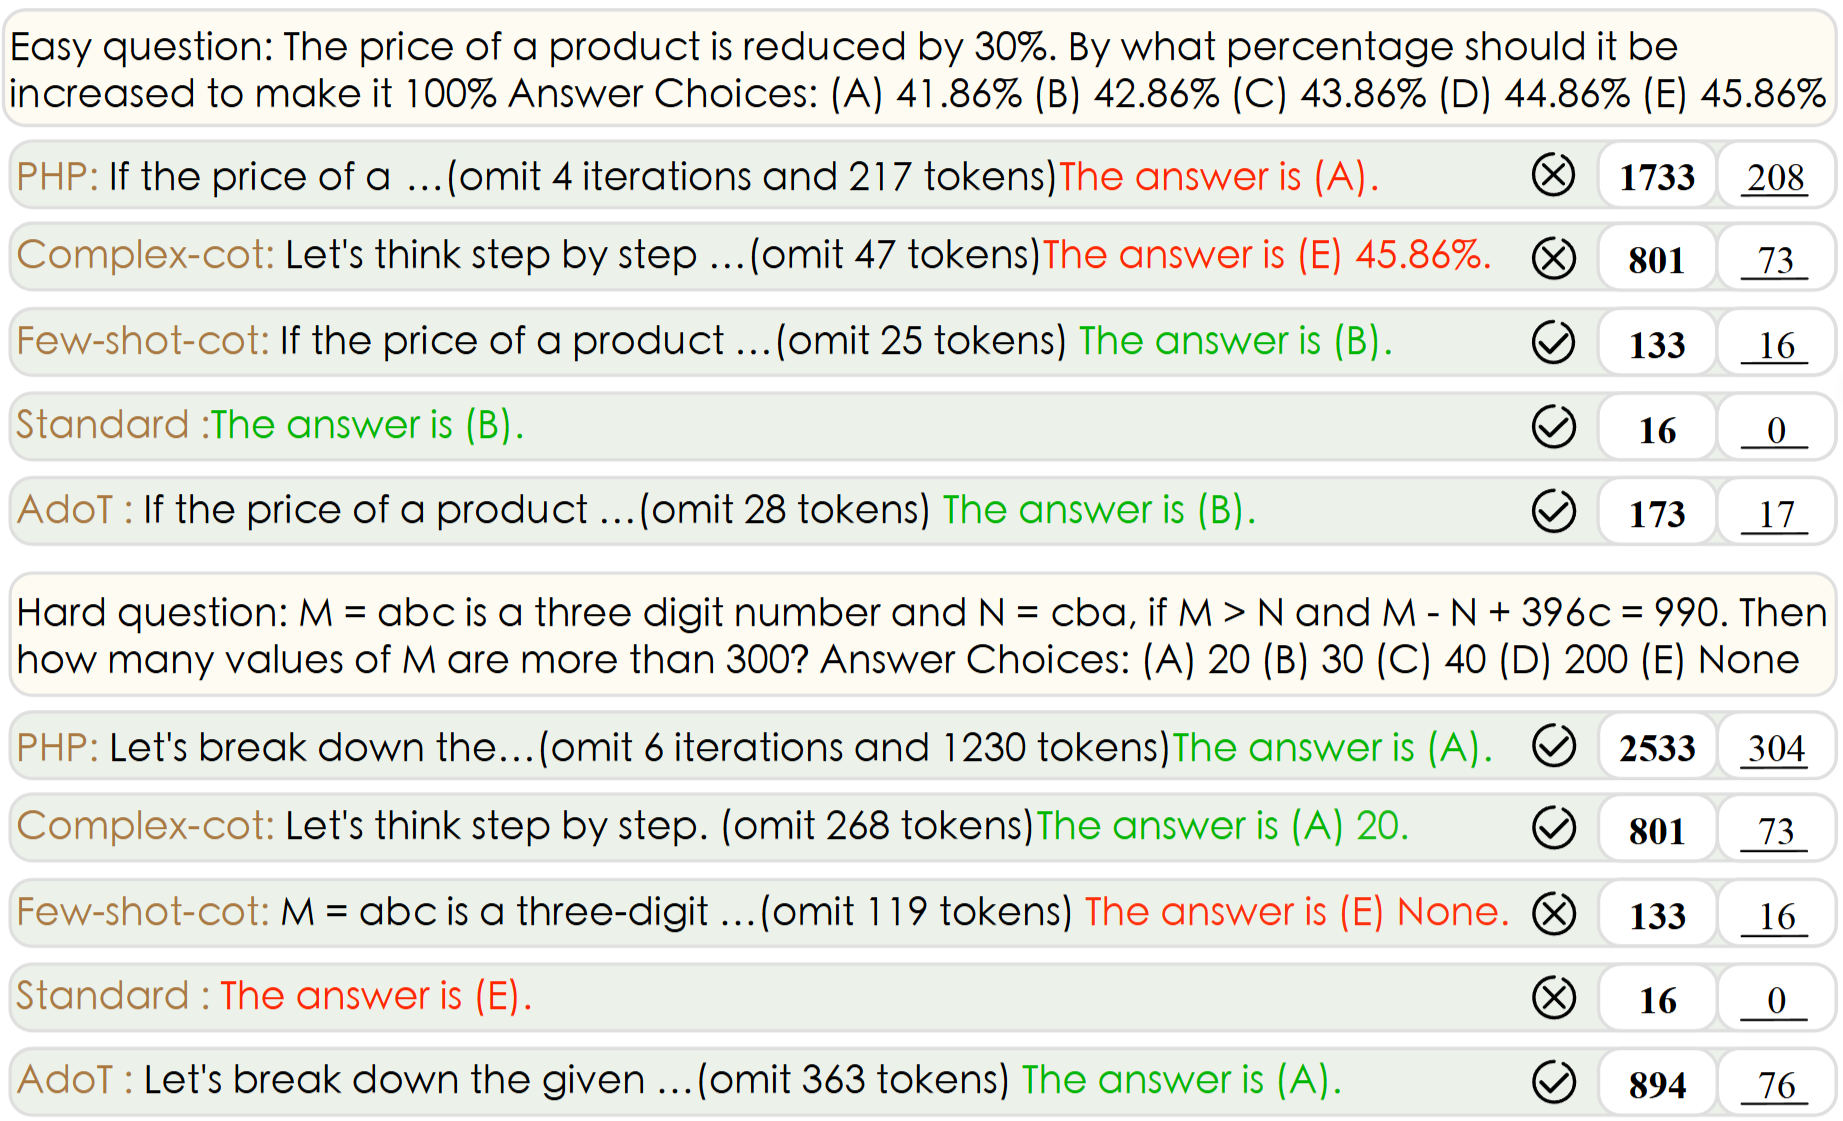 Easy question: The price of a product is reduced by 30%. By what percentage should it be
increased to make it 100% Answer Choices: (A) 41.86% (B) 42.86% (C) 43.86% (D) 44.86% (E) 45.86%
PHP: If the price of a ...(omit 4 iterations and 217 tokens)The answer is (A). 1733 208
Complex-cot: Let's think step by step ...(omit 47 tokens)The answer is (E) 45.86%. 801 73
Few-shot-cot: If the price of a product ...(omit 25 tokens) The answer is (B). 133 16
Standard :The answer is (B). 16 0
AdoT : If the price of a product ...(omit 28 tokens) The answer is (B). 173 17
Hard question: M = abc is a three digit number and N = cba, if M > N and M - N + 396c = 990. Then
how many values of M are more than 300? Answer Choices: (A) 20 (B) 30 (C) 40 (D) 200 (E) None
PHP: Let's break down the...(omit 6 iterations and 1230 tokens)The answer is (A). 2533 304
Complex-cot: Let's think step by step. (omit 268 tokens)The answer is (A) 20. 801 73
Few-shot-cot: M = abc is a three-digit ...(omit 119 tokens) The answer is (E) None. 133 16
Standard : The answer is (E). 16 0
AdoT : Let's break down the given ...(omit 363 tokens) The answer is (A). 894 76